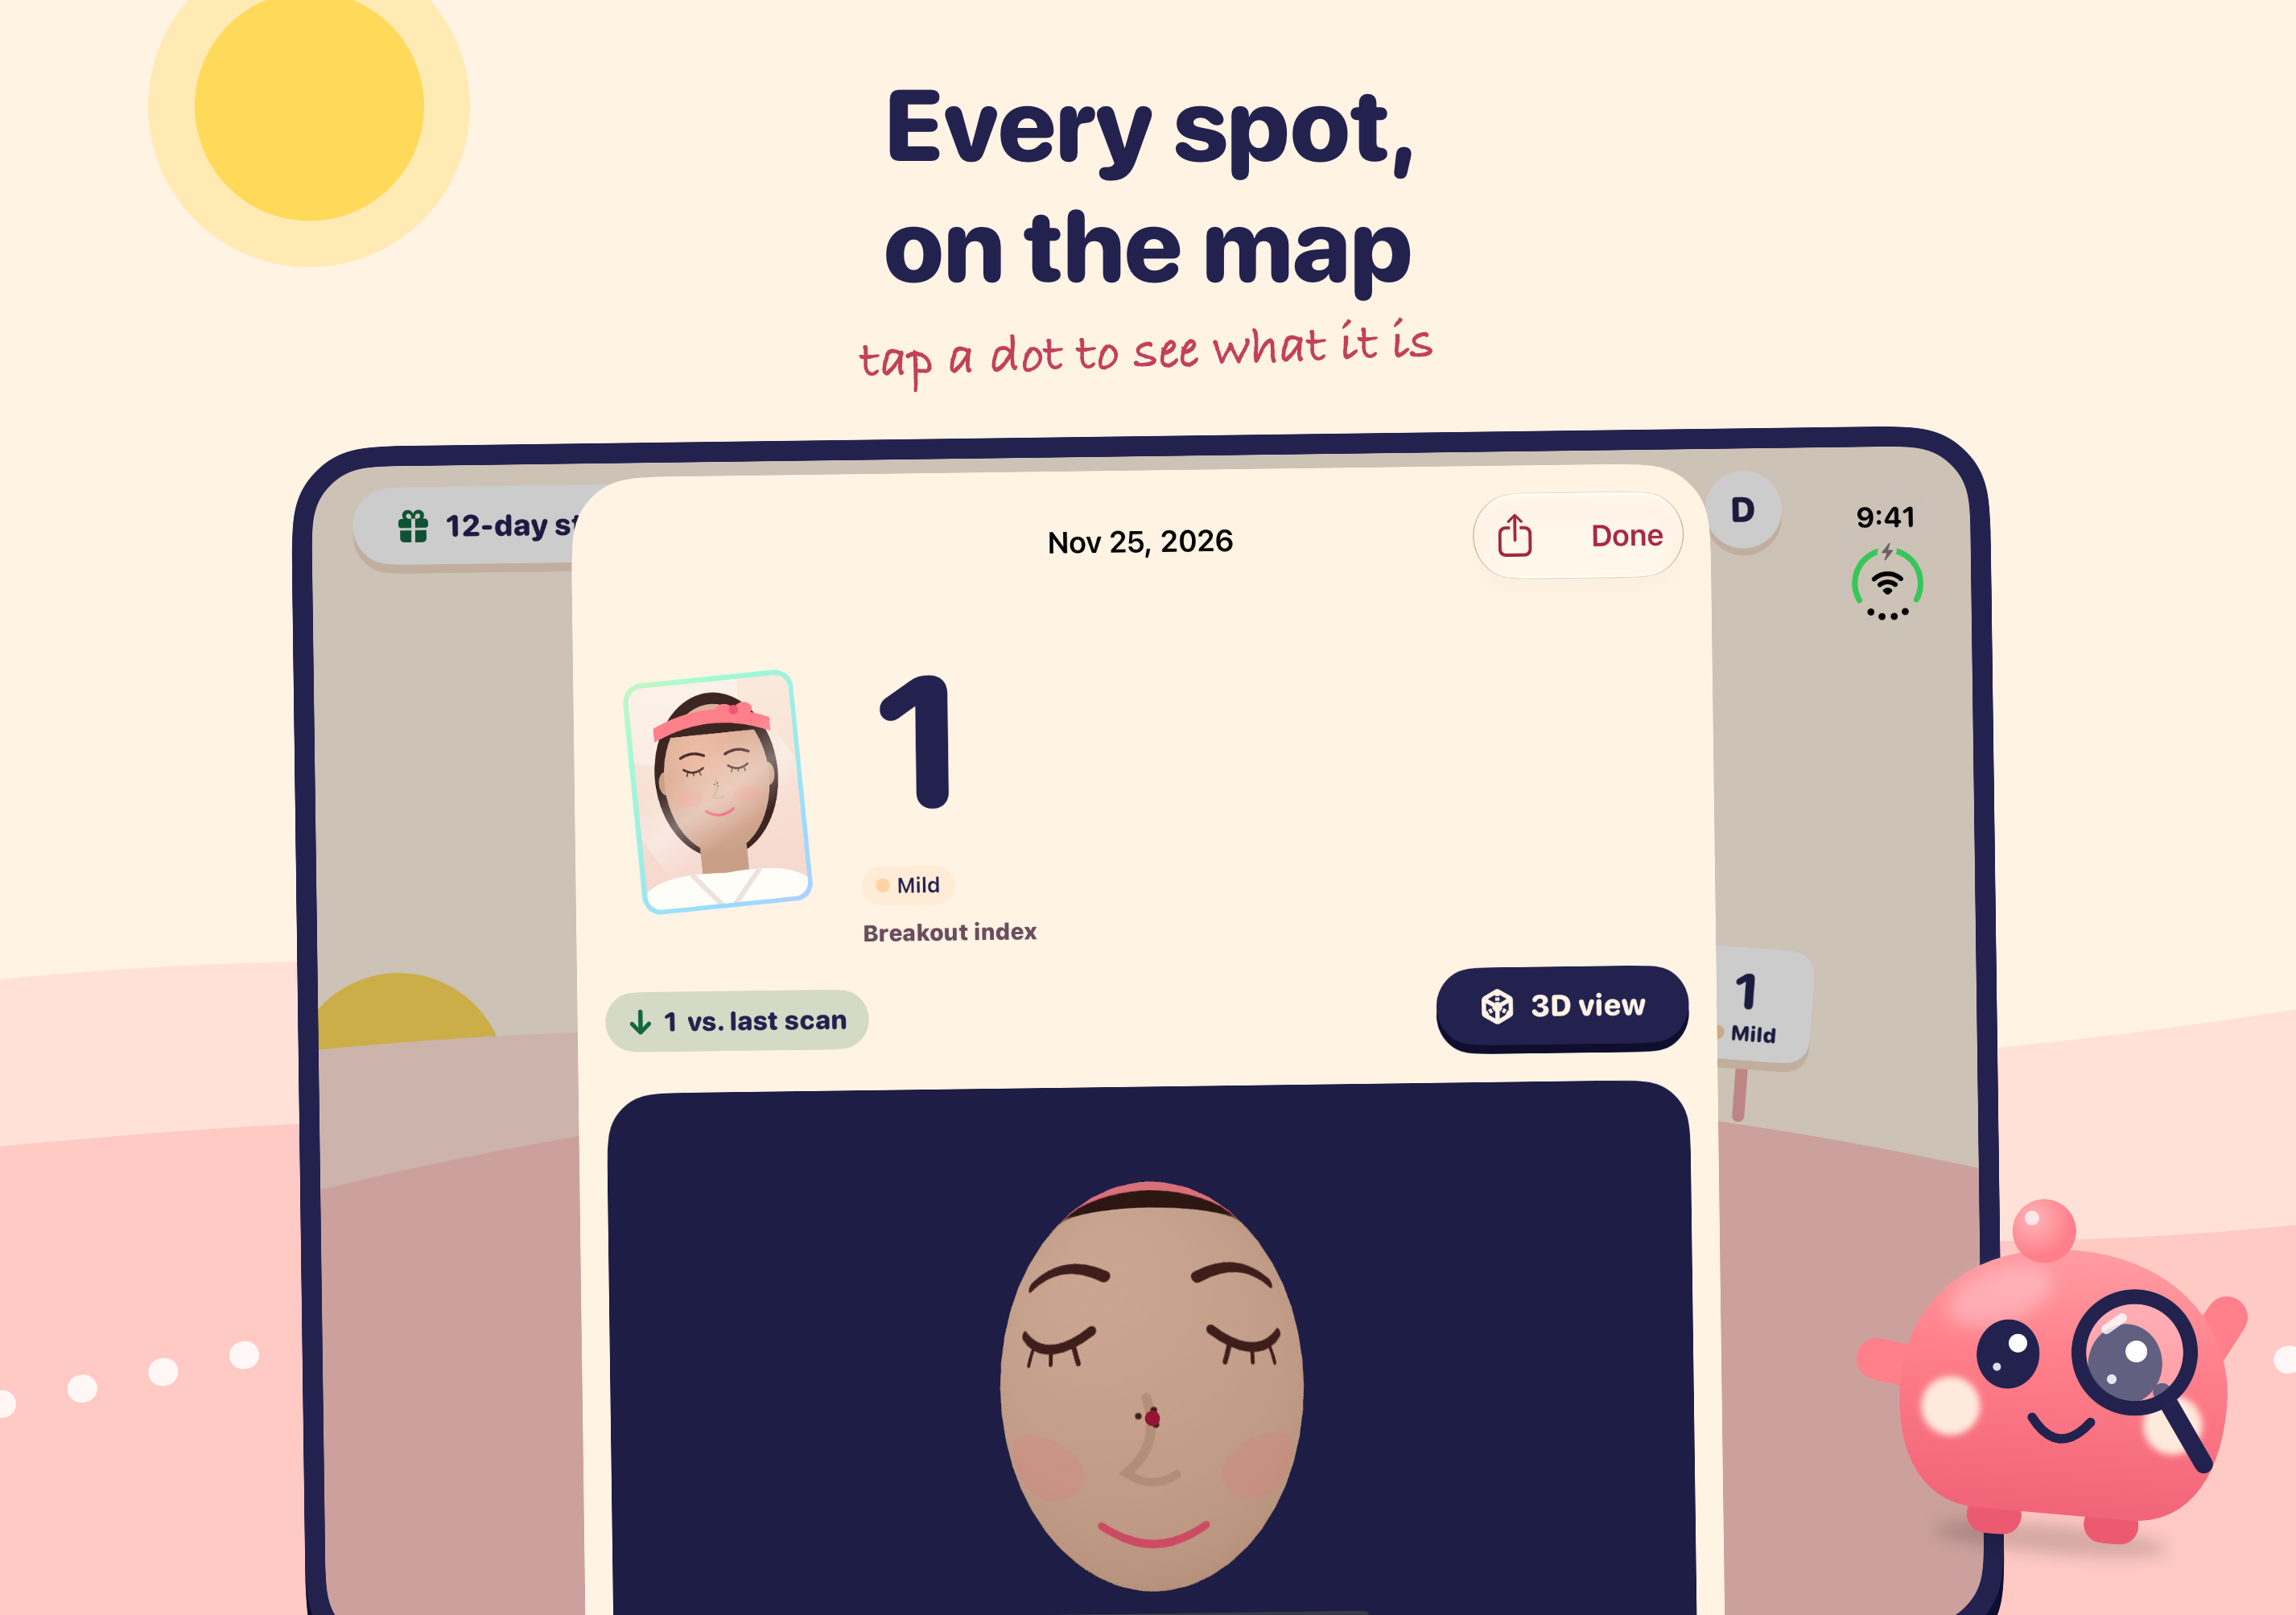 Every spot,
on the map
tap a dot to see what it is
12-day st
Nov 25, 2026
Done
D
9:41
1
Mild
Breakout index
1 vs. last scan
3D view
1
Mild